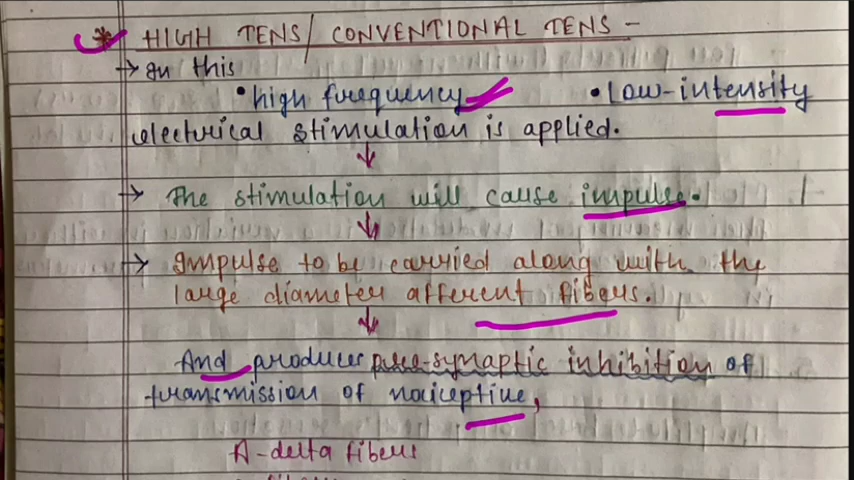 * HIGH TENS/ CONVENTIONAL TENS -
→ In this
• high frequency • Low-intensity
electrical stimulation is applied.
→ The stimulation will cause impulse.
→ Impulse to be carried along with the
large diameter afferent fibers.
And produces pre-synaptic inhibition of
transmission of noiceptive,
A-delta fibers